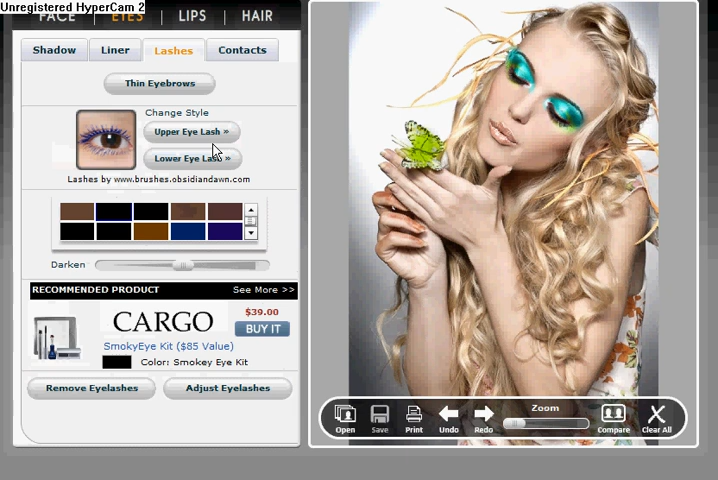 Unregistered HyperCam 2
FACE EYES LIPS HAIR
Shadow Liner Lashes Contacts
Thin Eyebrows
Change Style
Upper Eye Lash »
Lower Eye Lash »
Lashes by www.brushes.obsidiandawn.com
Darken
RECOMMENDED PRODUCT See More >>
CARGO
$39.00
BUY IT
SmokyEye Kit ($85 Value)
Color: Smokey Eye Kit
Remove Eyelashes Adjust Eyelashes
Open Save Print Undo Redo Zoom Compare Clear All